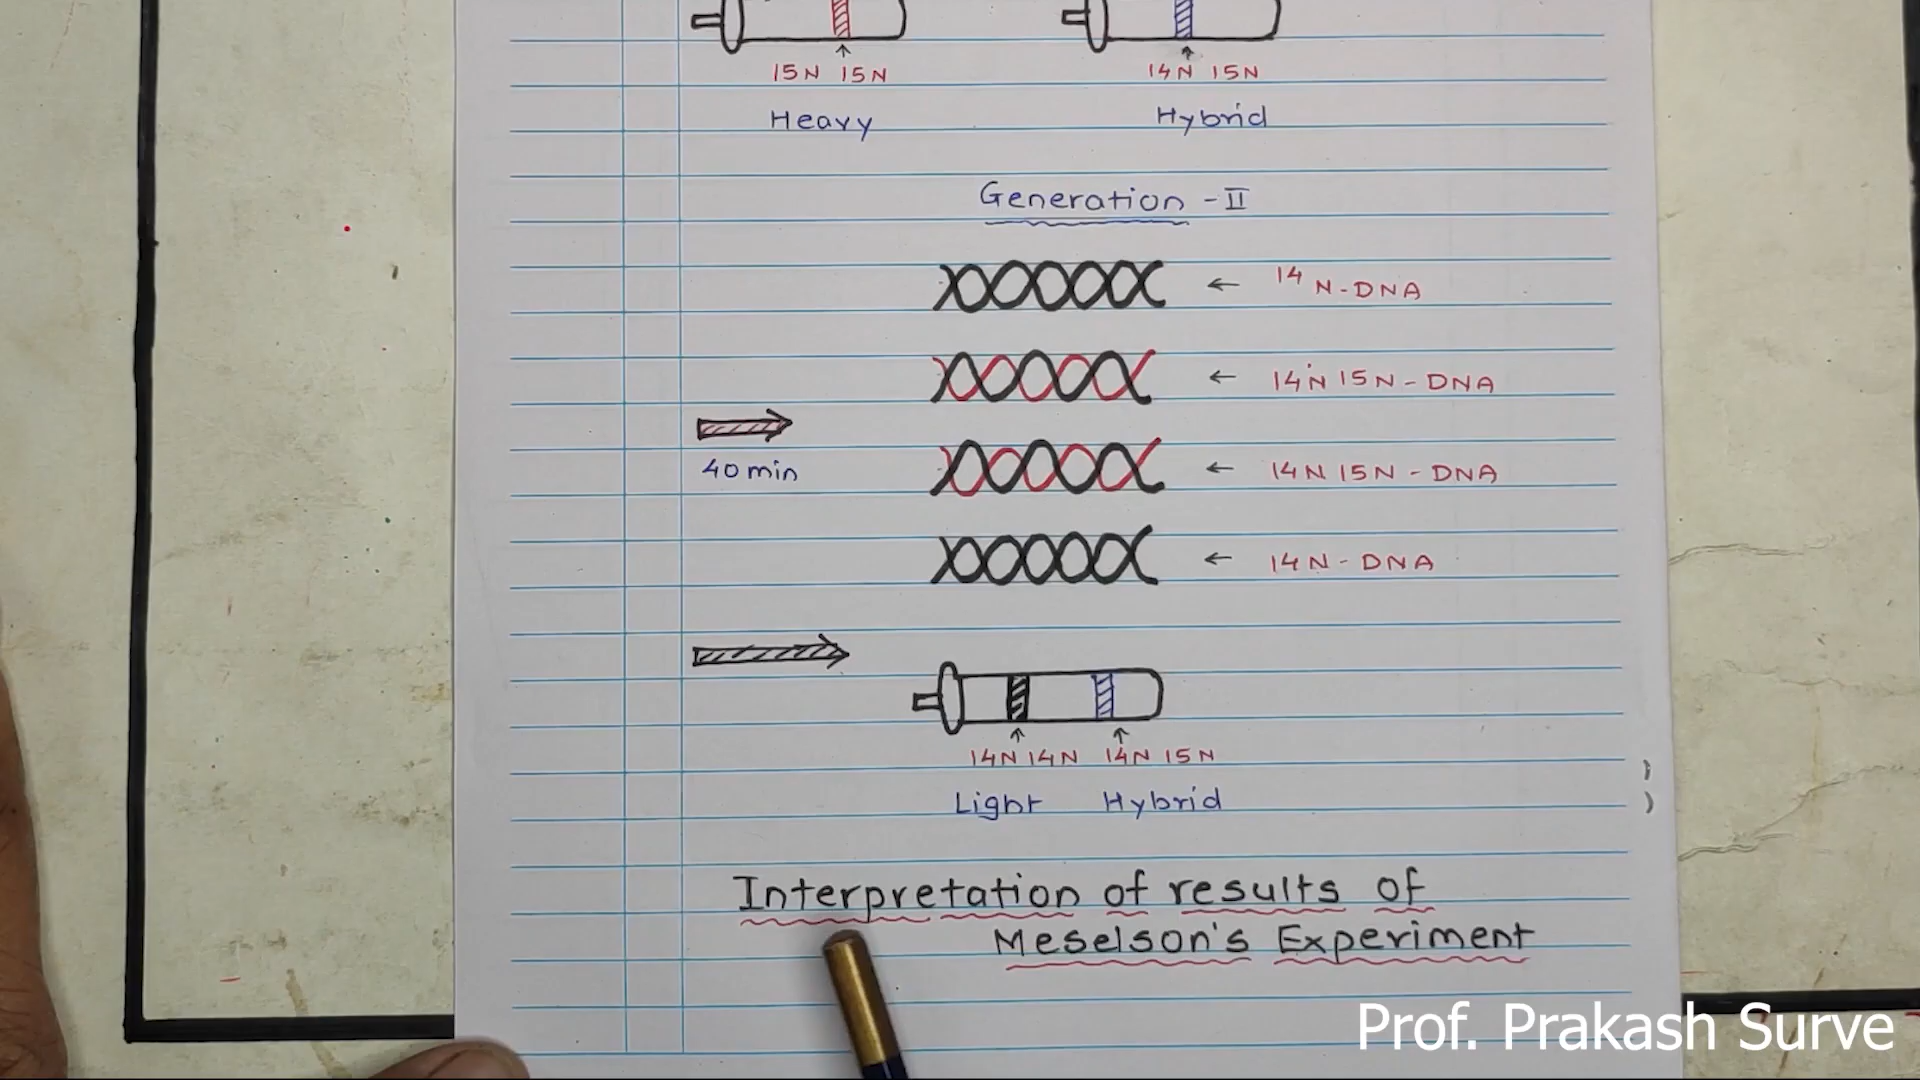 15N 15N
14N 15N
Heavy
Hybrid
Generation - II
14 N-DNA
14N 15N - DNA
40 min
14N 15N - DNA
14N - DNA
14N 14N
14N 15N
Light
Hybrid
Interpretation of results of
Meselson's Experiment
Prof. Prakash Surve